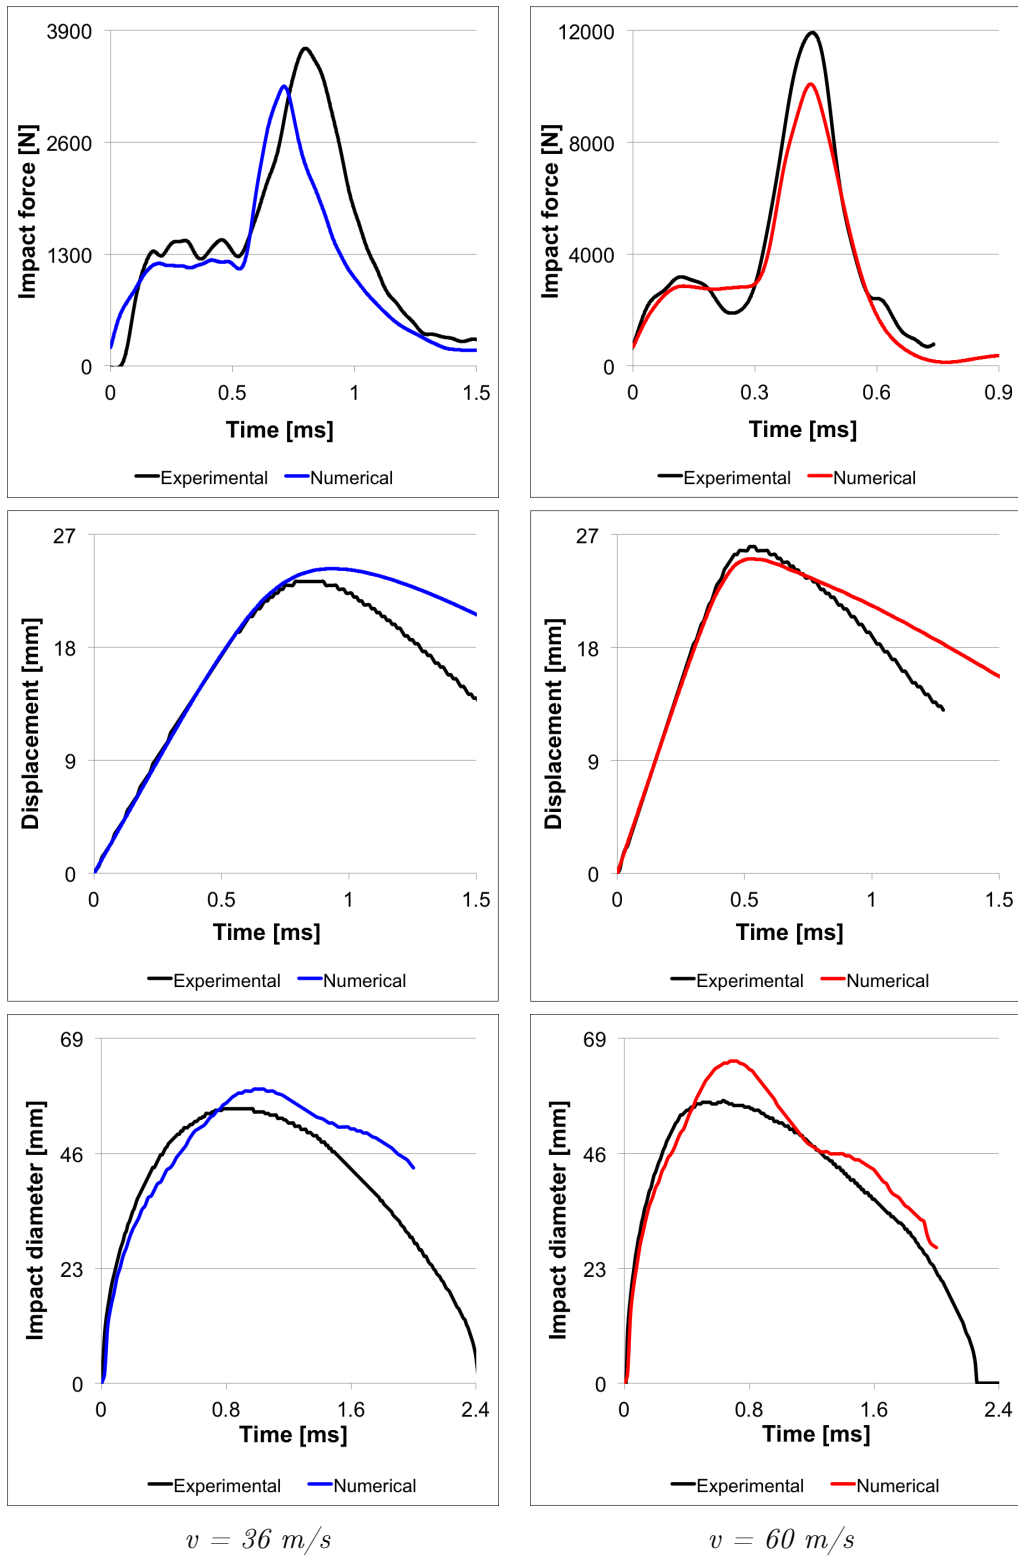 3900
2600
1300
0
Impact force [N]
0 0.5 1 1.5
Time [ms]
Experimental Numerical
12000
8000
4000
0
Impact force [N]
0 0.3 0.6 0.9
Time [ms]
Experimental Numerical
27
18
9
0
Displacement [mm]
0 0.5 1 1.5
Time [ms]
Experimental Numerical
27
18
9
0
Displacement [mm]
0 0.5 1 1.5
Time [ms]
Experimental Numerical
69
46
23
0
Impact diameter [mm]
0 0.8 1.6 2.4
Time [ms]
Experimental Numerical
69
46
23
0
Impact diameter [mm]
0 0.8 1.6 2.4
Time [ms]
Experimental Numerical
v = 36 m/s
v = 60 m/s